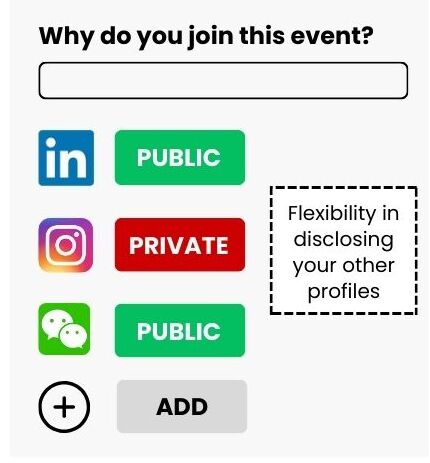 Why do you join this event?
in
PUBLIC
PRIVATE
PUBLIC
ADD
Flexibility in
disclosing
your other
profiles